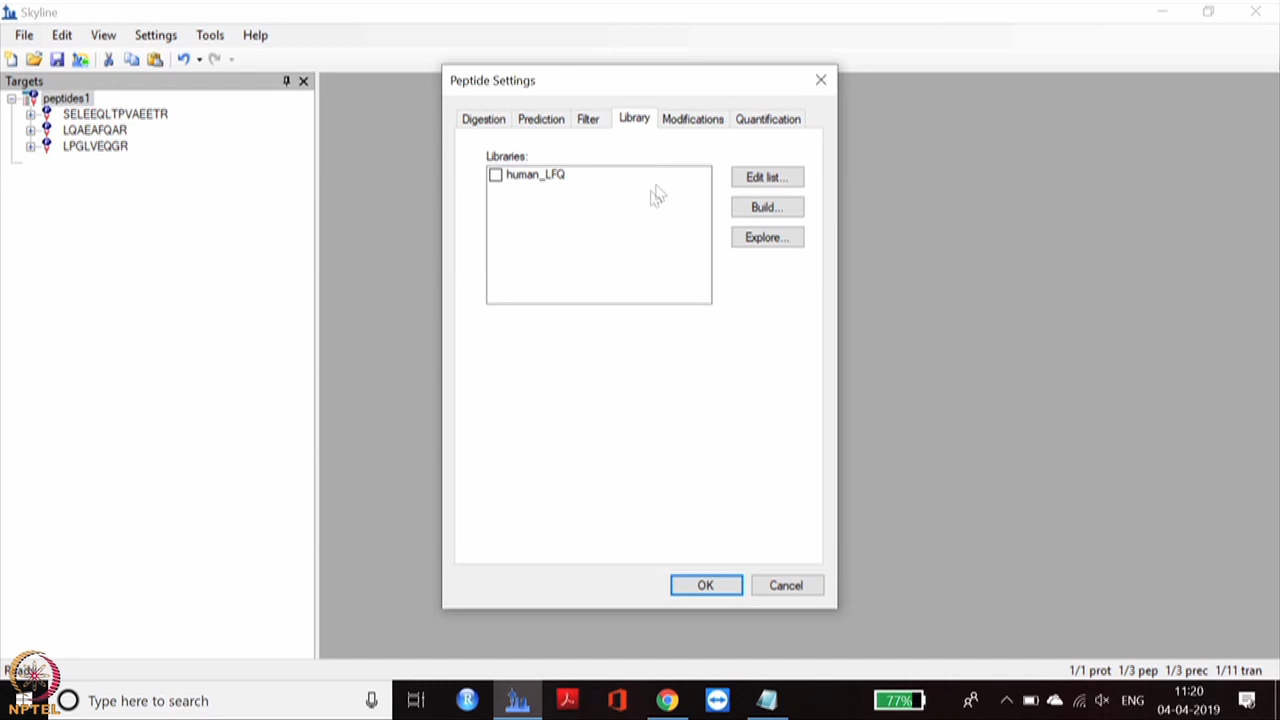 Skyline
File Edit View Settings Tools Help
Targets
peptides1
SELEEQLTPVAEETR
LQAEAFQAR
LPGLVEQGR
Peptide Settings
Digestion Prediction Filter Library Modifications Quantification
Libraries:
human_LFQ
Edit list...
Build...
Explore...
OK Cancel
1/1 prot 1/3 pep 1/3 prec 1/11 tran
NPTEL
Type here to search
77%
ENG
11:20
04-04-2019